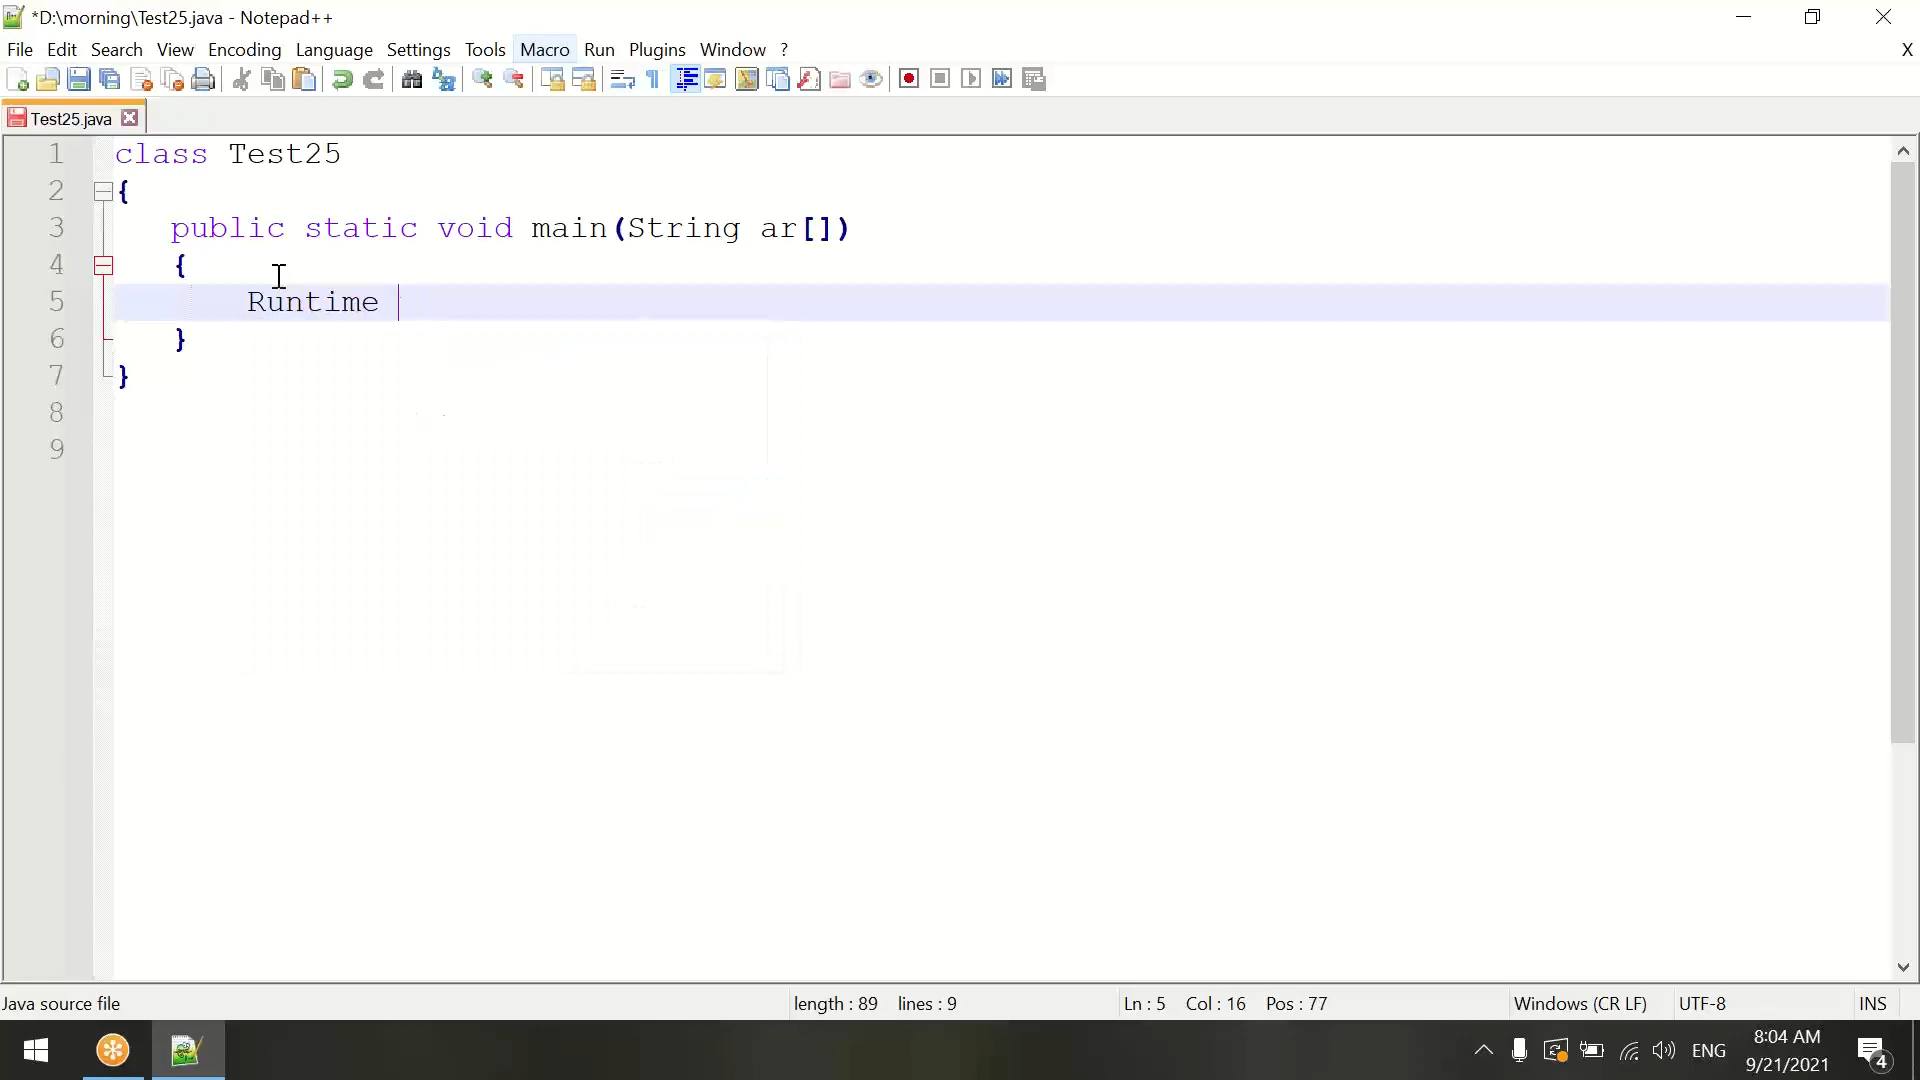 *D:\morning\Test25.java - Notepad++
File Edit Search View Encoding Language Settings Tools Macro Run Plugins Window ? X
Test25.java
1 class Test25
2 {
3 public static void main(String ar[])
4 {
5 Runtime
6 }
7 }
8
9
Java source file length : 89 lines : 9 Ln : 5 Col : 16 Pos : 77 Windows (CR LF) UTF-8 INS
ENG 8:04 AM
9/21/2021 4